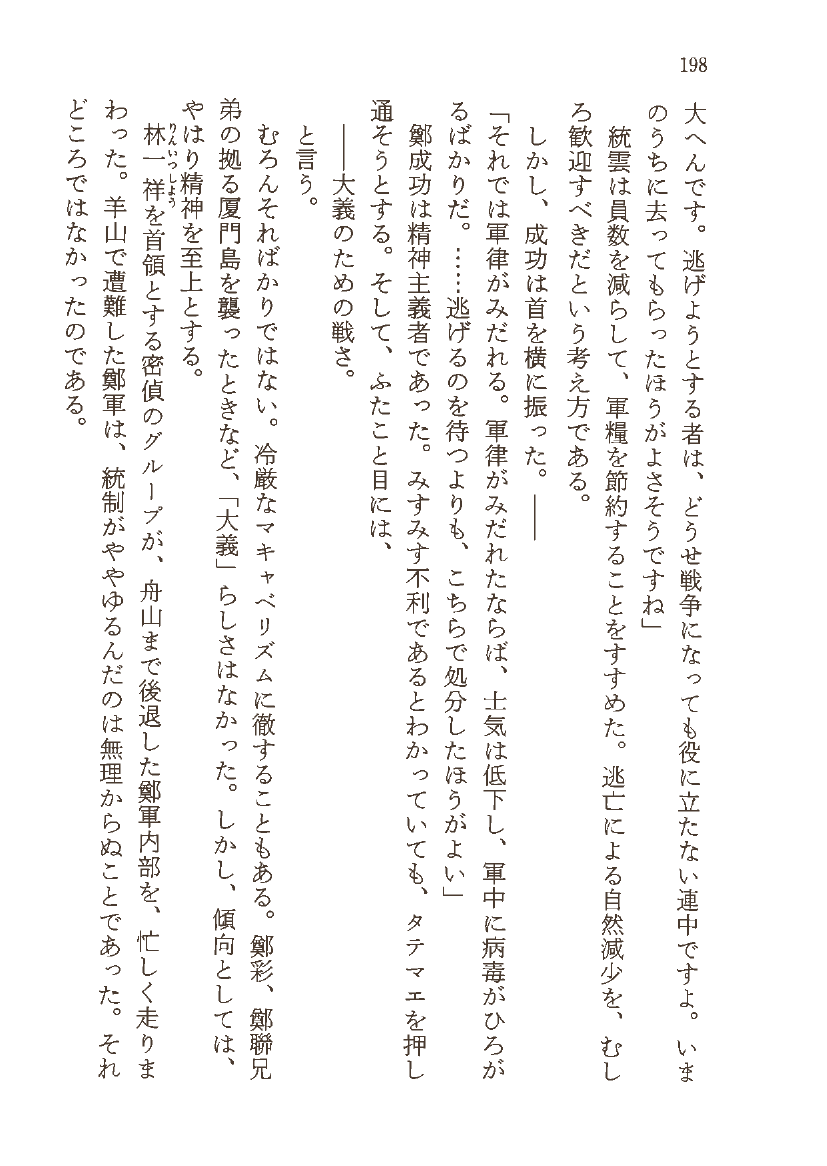 198
大へんです。逃げようとする者は、どうせ戦争になっても役に立たない連中ですよ。いま
のうちに去ってもらったほうがよさそうですね」
統雲は員数を減らして、軍糧を節約することをすすめた。逃亡による自然減少を、むし
ろ歓迎すべきだという考え方である。
しかし、成功は首を横に振った。――
「それでは軍律がみだれる。軍律がみだれたならば、士気は低下し、軍中に病毒がひろが
るばかりだ。……逃げるのを待つよりも、こちらで処分したほうがよい」
鄭成功は精神主義者であった。みすみす不利であるとわかっていても、タテマエを押し
通そうとする。そして、ふたこと目には、
――大義のための戦さ。
と言う。
むろんそればかりではない。冷厳なマキャベリズムに徹することもある。鄭彩、鄭聯兄
弟の拠る厦門島を襲ったときなど、「大義」らしさはなかった。しかし、傾向としては、
やはり精神を至上とする。
林一祥を首領とする密偵のグループが、舟山まで後退した鄭軍内部を、忙しく走りま
りんいっしょう
わった。羊山で遭難した鄭軍は、統制がややゆるんだのは無理からぬことであった。それ
どころではなかったのである。